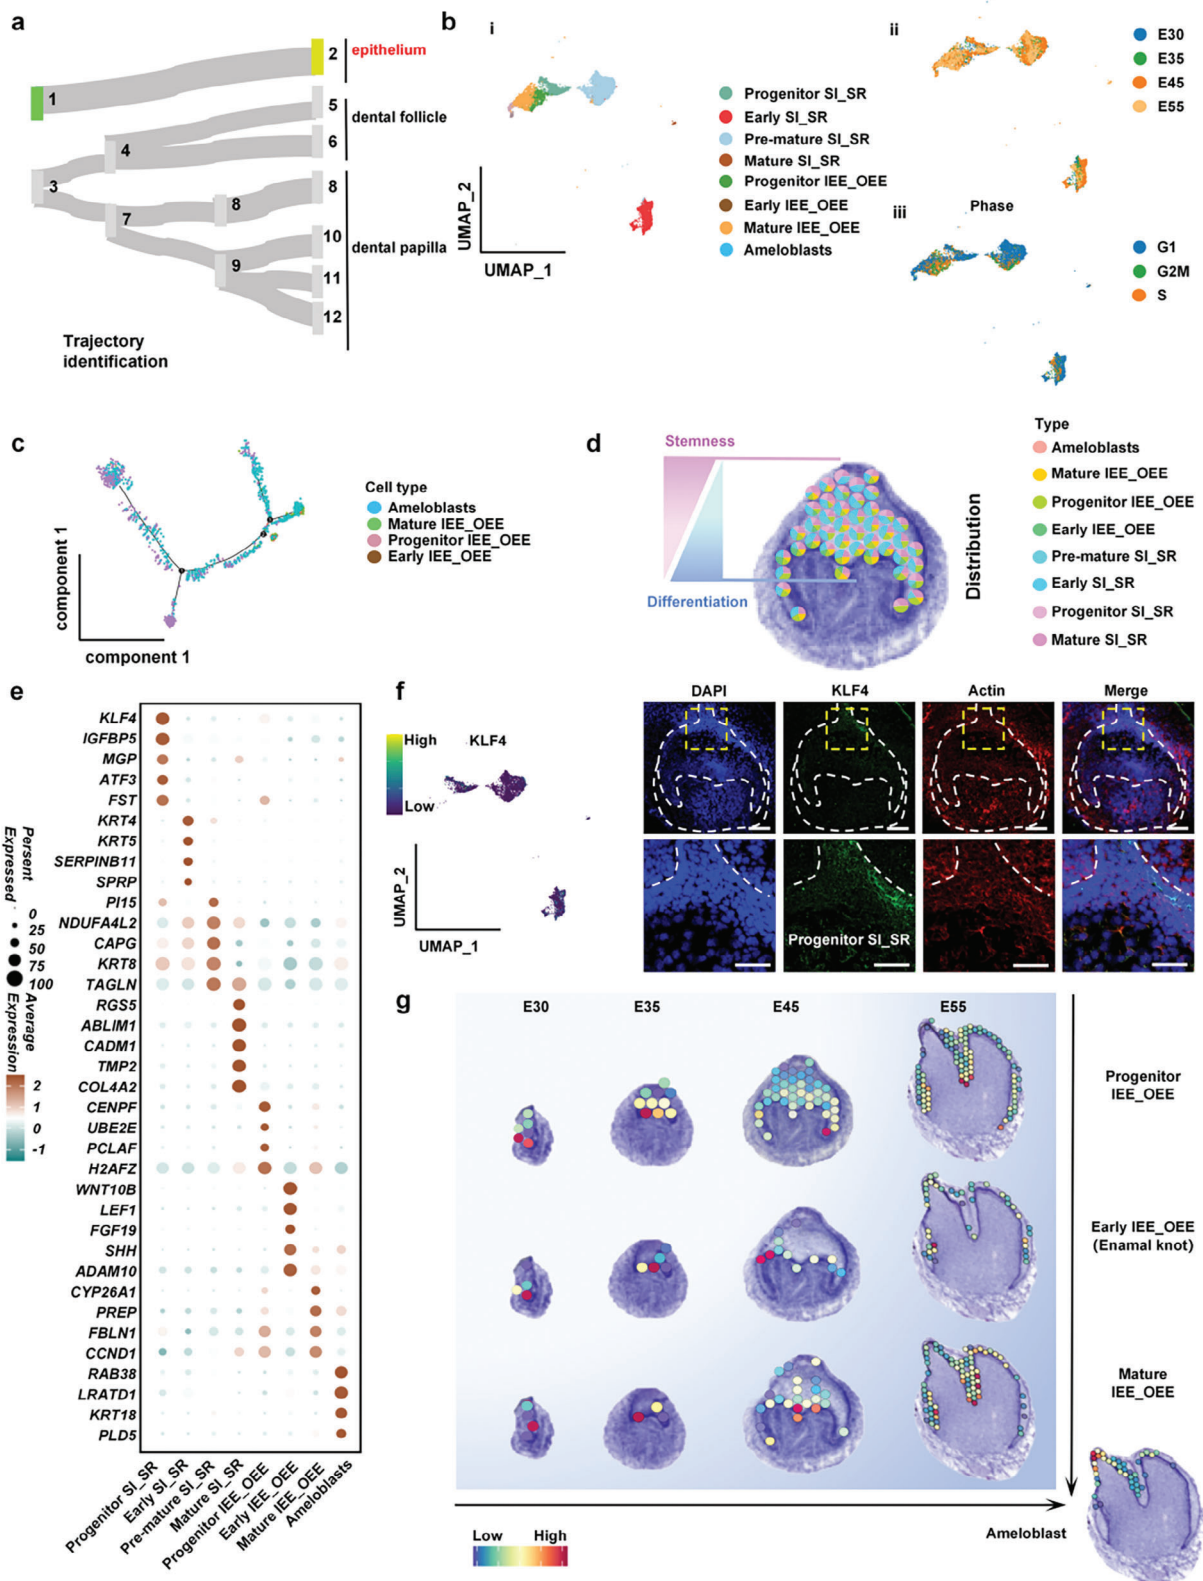 a
1
2
epithelium
5
dental follicle
4
6
3
8
7
8
dental papilla
10
9
11
12
Trajectory
identification
b
i
Progenitor SI_SR
Early SI_SR
Pre-mature SI_SR
Mature SI_SR
Progenitor IEE_OEE
Early IEE_OEE
Mature IEE_OEE
Ameloblasts
UMAP_2
UMAP_1
ii
E30
E35
E45
E55
iii
Phase
G1
G2M
S
c
component 1
component 1
Cell type
Ameloblasts
Mature IEE_OEE
Progenitor IEE_OEE
Early IEE_OEE
d
Stemness
Differentiation
Distribution
Type
Ameloblasts
Mature IEE_OEE
Progenitor IEE_OEE
Early IEE_OEE
Pre-mature SI_SR
Early SI_SR
Progenitor SI_SR
Mature SI_SR
e
KLF4
IGFBP5
MGP
ATF3
FST
KRT4
KRT5
SERPINB11
SPRP
PI15
NDUFA4L2
CAPG
KRT8
TAGLN
RGS5
ABLIM1
CADM1
TMP2
COL4A2
CENPF
UBE2E
PCLAF
H2AFZ
WNT10B
LEF1
FGF19
SHH
ADAM10
CYP26A1
PREP
FBLN1
CCND1
RAB38
LRATD1
KRT18
PLD5
Persent
Expressed
0
25
50
75
100
Average
Expression
2
1
0
-1
Progenitor SI_SR
Early SI_SR
Pre-mature SI_SR
Mature SI_SR
Progenitor IEE_OEE
Early IEE_OEE
Mature IEE_OEE
Ameloblasts
f
High
Low
KLF4
UMAP_2
UMAP_1
DAPI
KLF4
Actin
Merge
Progenitor SI_SR
g
E30
E35
E45
E55
Progenitor
IEE_OEE
Early IEE_OEE
(Enamal knot)
Mature
IEE_OEE
Ameloblast
Low
High